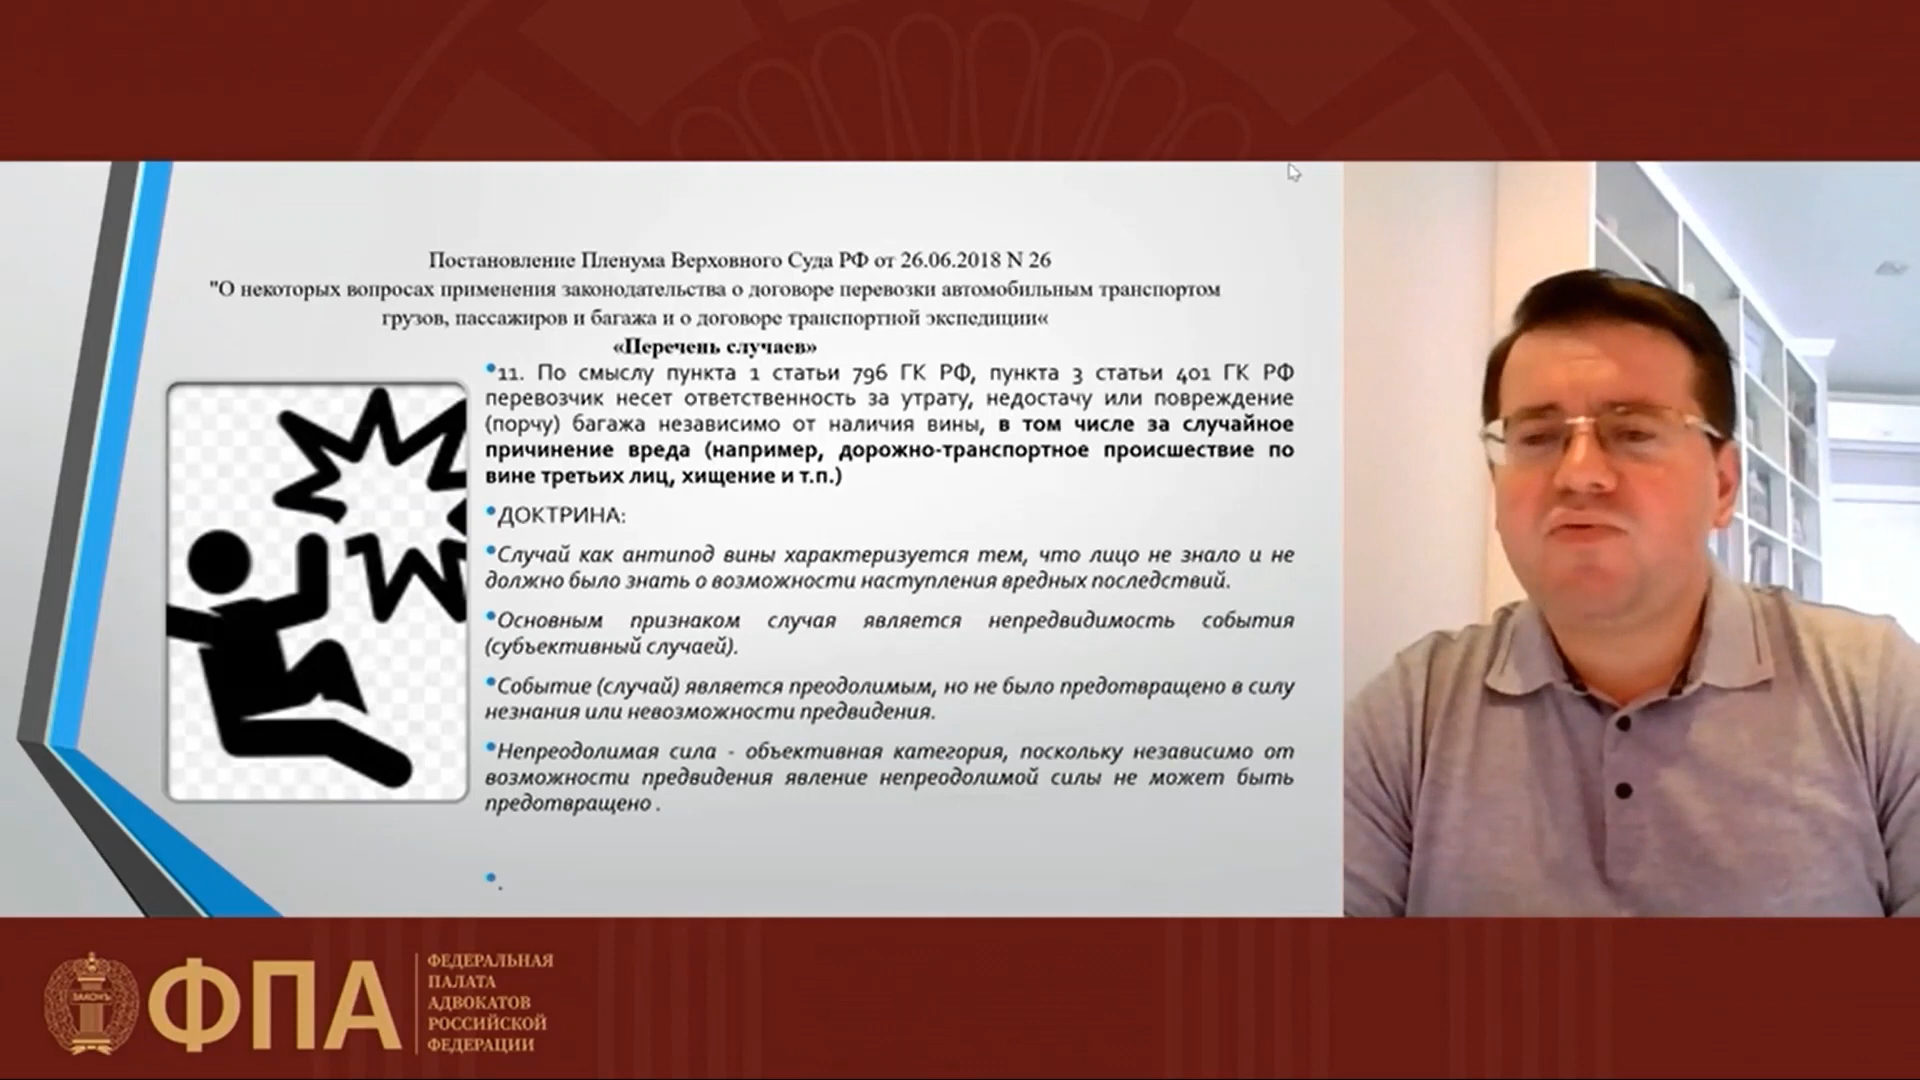 Постановление Пленума Верховного Суда РФ от 26.06.2018 N 26
"О некоторых вопросах применения законодательства о договоре перевозки автомобильным транспортом
грузов, пассажиров и багажа и о договоре транспортной экспедиции«
«Перечень случаев»
•11. По смыслу пункта 1 статьи 796 ГК РФ, пункта 3 статьи 401 ГК РФ
перевозчик несет ответственность за утрату, недостачу или повреждение
(порчу) багажа независимо от наличия вины, в том числе за случайное
причинение вреда (например, дорожно-транспортное происшествие по
вине третьих лиц, хищение и т.п.)
•ДОКТРИНА:
•Случай как антипод вины характеризуется тем, что лицо не знало и не
должно было знать о возможности наступления вредных последствий.
•Основным признаком случая является непредвидимость события
(субъективный случаей).
•Событие (случай) является преодолимым, но не было предотвращено в силу
незнания или невозможности предвидения.
•Непреодолимая сила - объективная категория, поскольку независимо от
возможности предвидения явление непреодолимой силы не может быть
предотвращено .
•.
ЗАКОНЪ
ФПА
ФЕДЕРАЛЬНАЯ
ПАЛАТА
АДВОКАТОВ
РОССИЙСКОЙ
ФЕДЕРАЦИИ